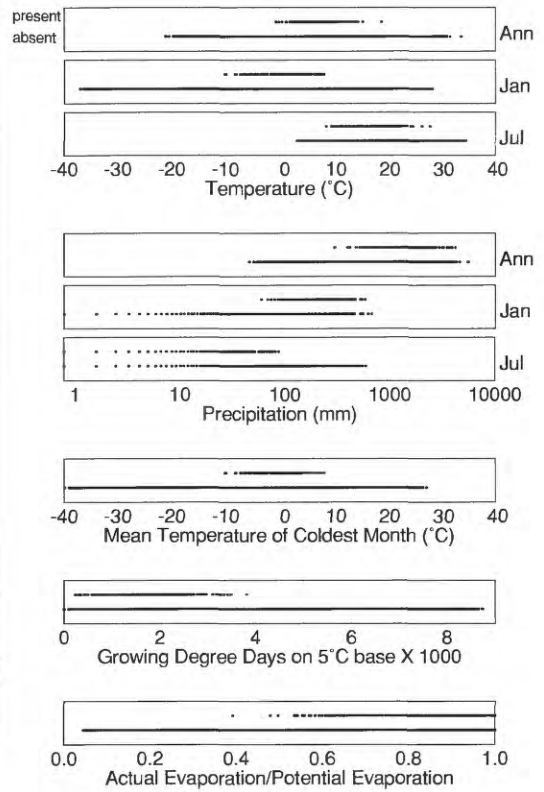 present
absent
Ann
Jan
Jul
-40 -30 -20 -10 0 10 20 30 40
Temperature (°C)
Ann
Jan
Jul
1 10 100 1000 10000
Precipitation (mm)
-40 -30 -20 -10 0 10 20 30 40
Mean Temperature of Coldest Month (°C)
0 2 4 6 8
Growing Degree Days on 5°C base X 1000
0.0 0.2 0.4 0.6 0.8 1.0
Actual Evaporation/Potential Evaporation